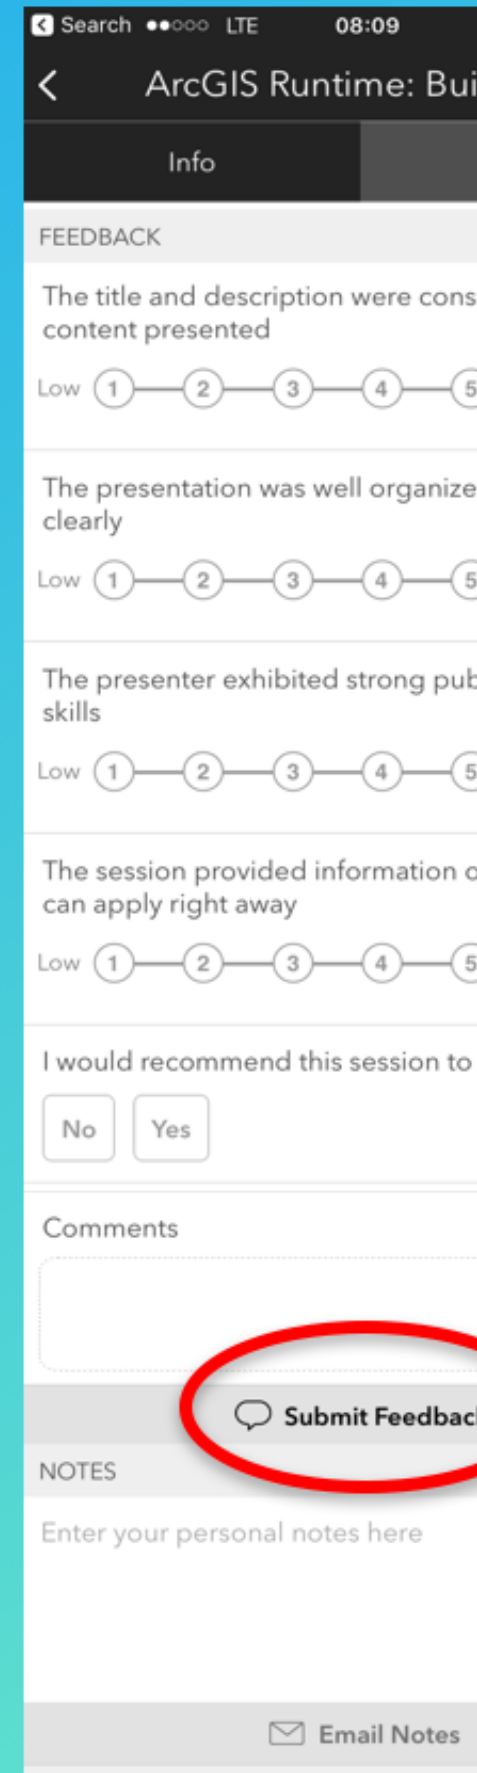 Search LTE 08:09
ArcGIS Runtime: Bui
Info
FEEDBACK
The title and description were cons
content presented
Low 1 2 3 4 5
The presentation was well organize
clearly
Low 1 2 3 4 5
The presenter exhibited strong pub
skills
Low 1 2 3 4 5
The session provided information o
can apply right away
Low 1 2 3 4 5
I would recommend this session to
No Yes
Comments
Submit Feedback
NOTES
Enter your personal notes here
Email Notes